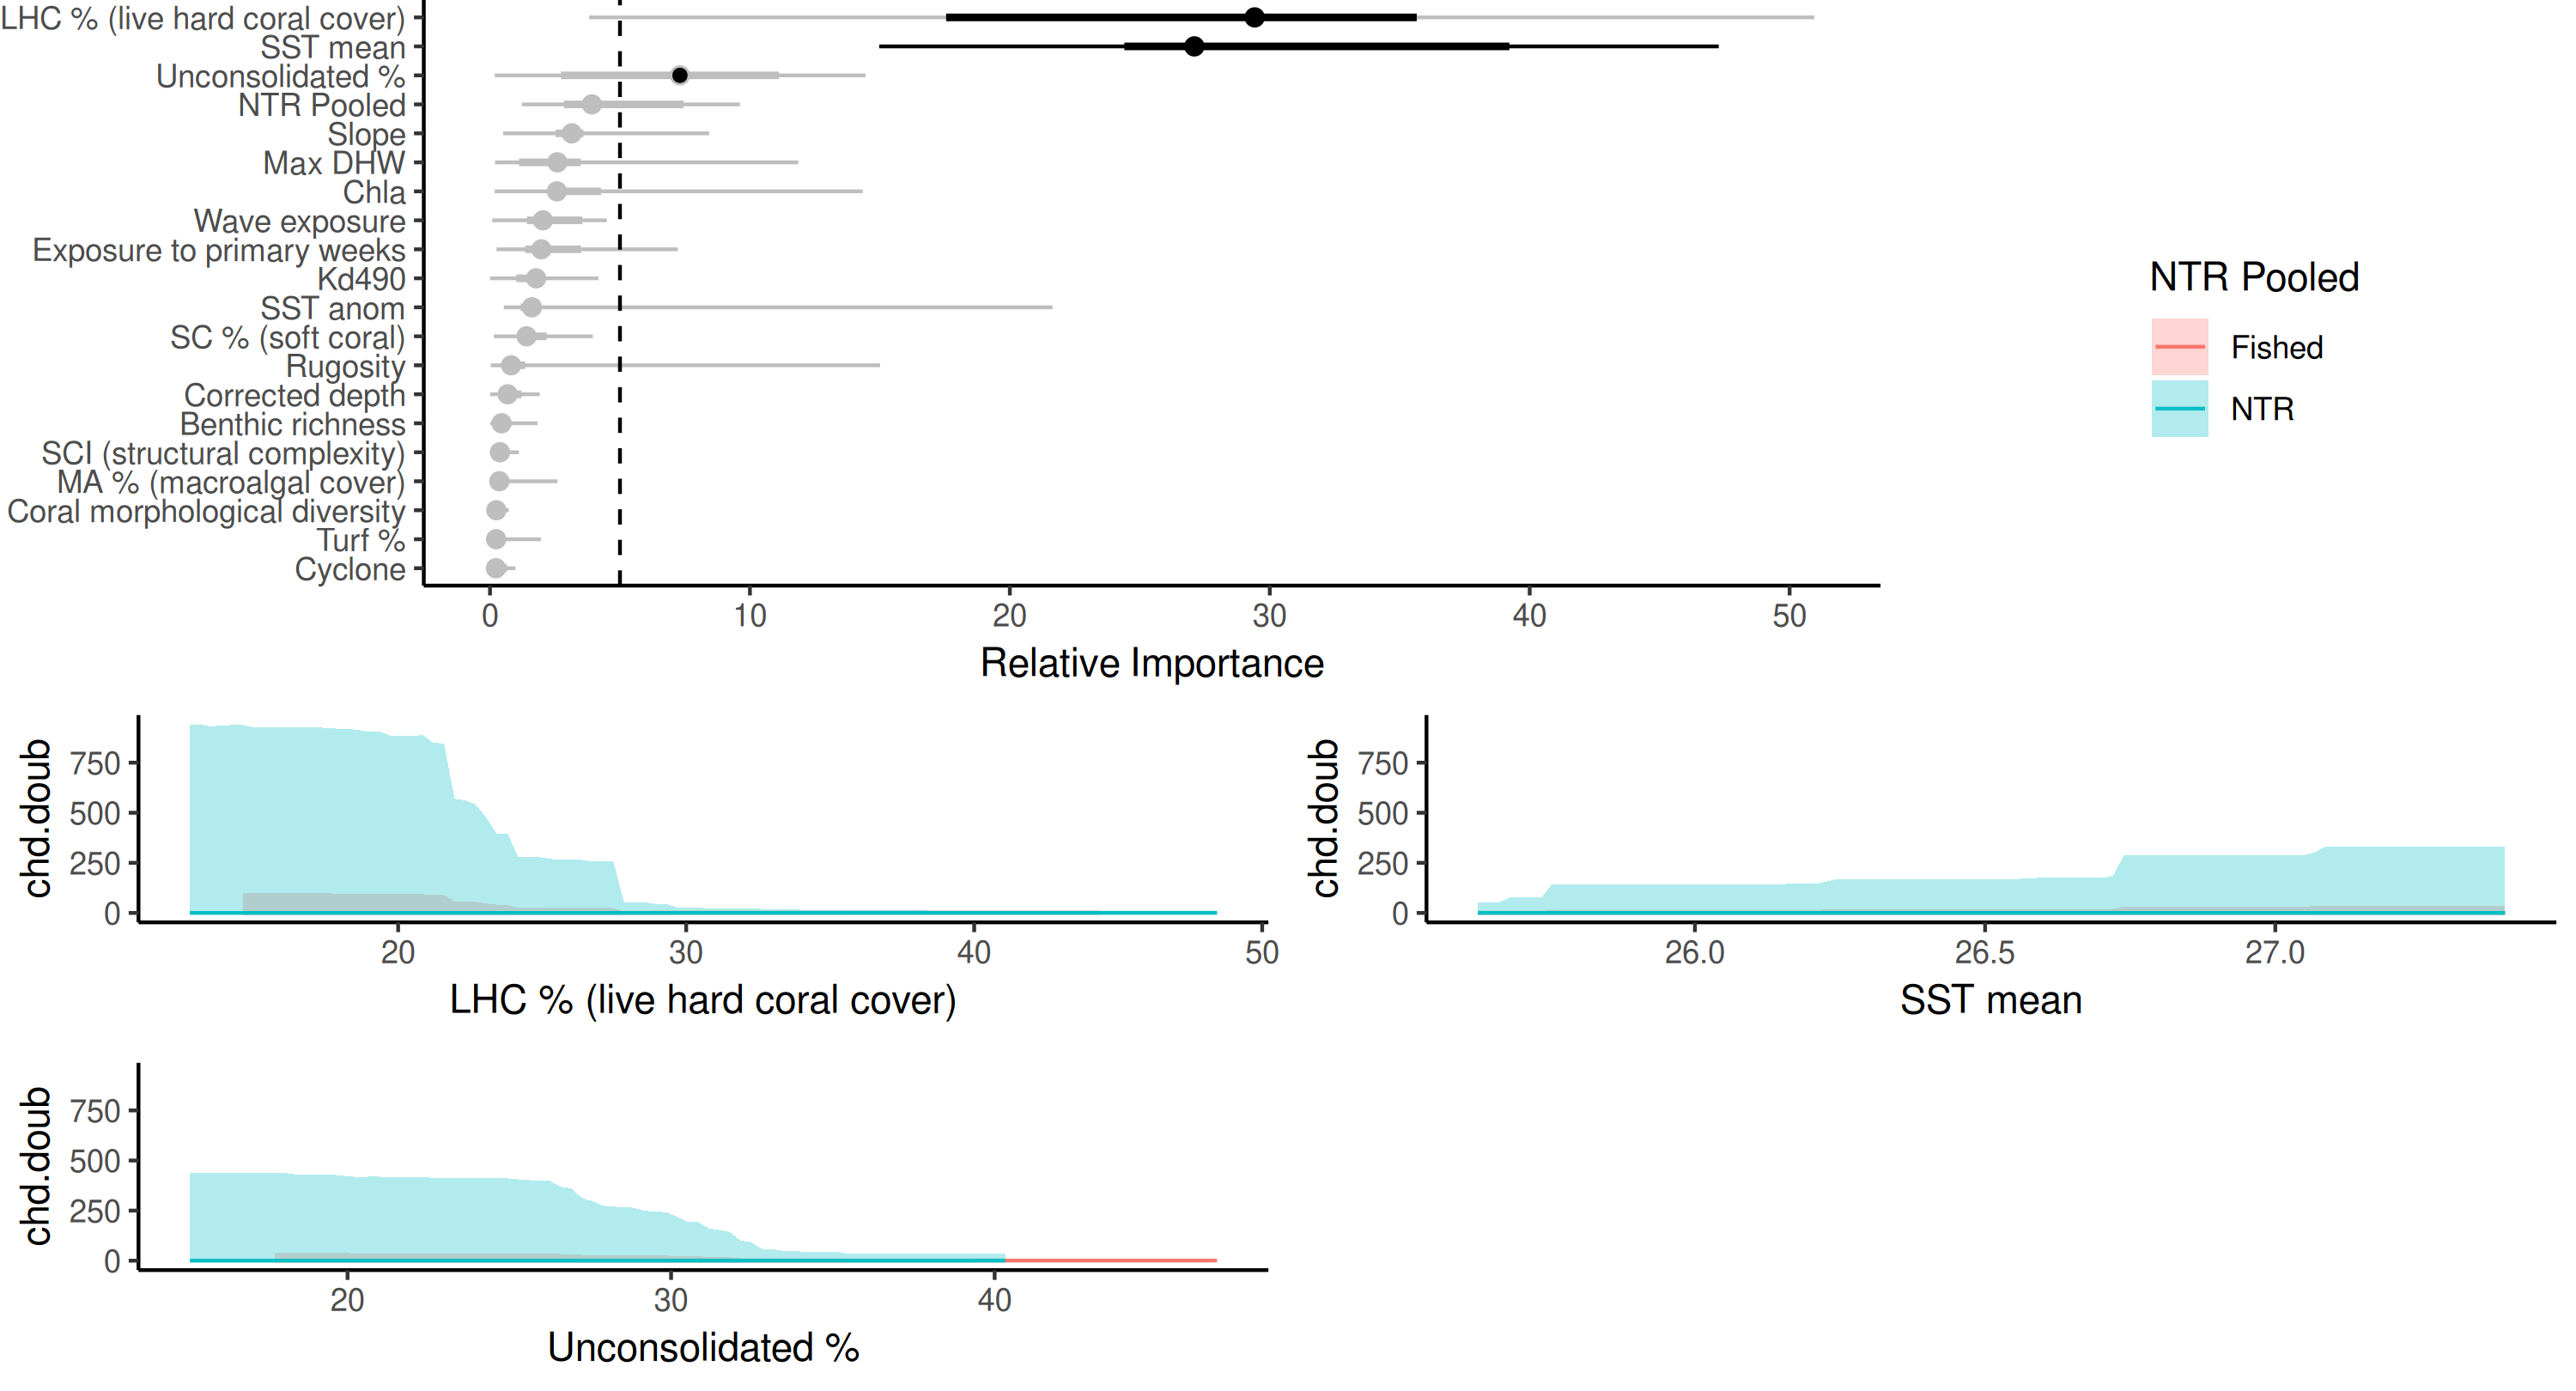 LHC % (live hard coral cover)
SST mean
Unconsolidated %
NTR Pooled
Slope
Max DHW
Chla
Wave exposure
Exposure to primary weeks
Kd490
SST anom
SC % (soft coral)
Rugosity
Corrected depth
Benthic richness
SCI (structural complexity)
MA % (macroalgal cover)
Coral morphological diversity
Turf %
Cyclone
0 10 20 30 40 50
Relative Importance
NTR Pooled
Fished
NTR
chd.doub
750
500
250
0
20 30 40 50
LHC % (live hard coral cover)
chd.doub
750
500
250
0
26.0 26.5 27.0
SST mean
chd.doub
750
500
250
0
20 30 40
Unconsolidated %